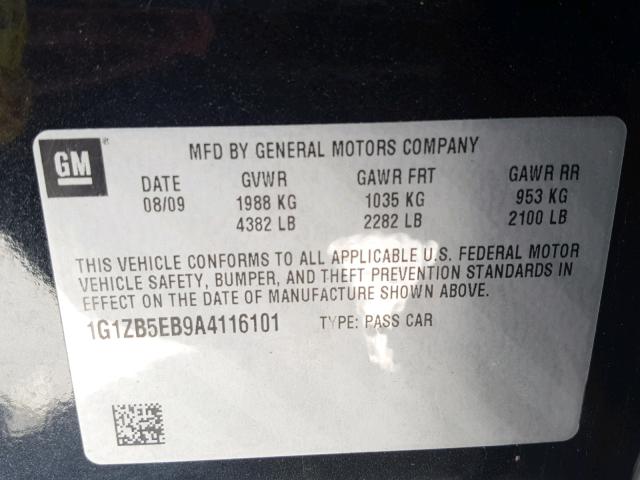 GM
®
MFD BY GENERAL MOTORS COMPANY
DATE GVWR GAWR FRT GAWR RR
08/09 1988 KG 1035 KG 953 KG
4382 LB 2282 LB 2100 LB
THIS VEHICLE CONFORMS TO ALL APPLICABLE U.S. FEDERAL MOTOR
VEHICLE SAFETY, BUMPER, AND THEFT PREVENTION STANDARDS IN
EFFECT ON THE DATE OF MANUFACTURE SHOWN ABOVE.
1G1ZB5EB9A4116101 TYPE: PASS CAR